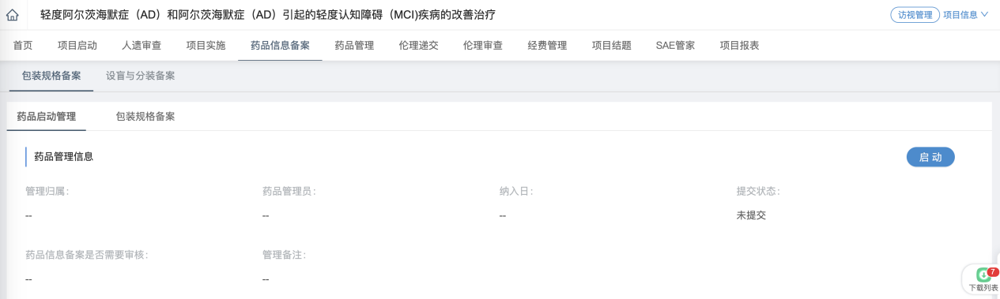 轻度阿尔茨海默症（AD）和阿尔茨海默症（AD）引起的轻度认知障碍（MCI)疾病的改善治疗 访视管理 项目信息
首页 项目启动 人遗审查 项目实施 药品信息备案 药品管理 伦理递交 伦理审查 经费管理 项目结题 SAE管家 项目报表
包装规格备案 设盲与分装备案
药品启动管理 包装规格备案
药品管理信息 启动
管理归属: 药品管理员: 纳入日: 提交状态:
-- -- -- 未提交
药品信息备案是否需要审核: 管理备注:
-- --
7
下载列表